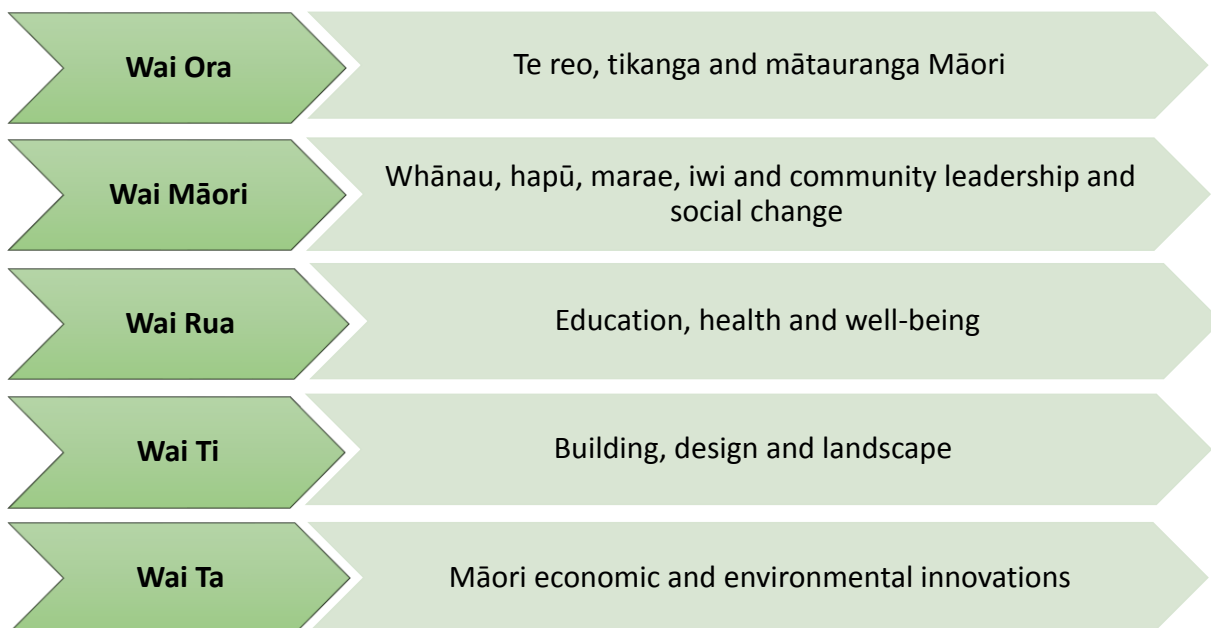 Wai Ora
Te reo, tikanga and mātauranga Māori
Wai Māori
Whānau, hapū, marae, iwi and community leadership and
social change
Wai Rua
Education, health and well-being
Wai Ti
Building, design and landscape
Wai Ta
Māori economic and environmental innovations